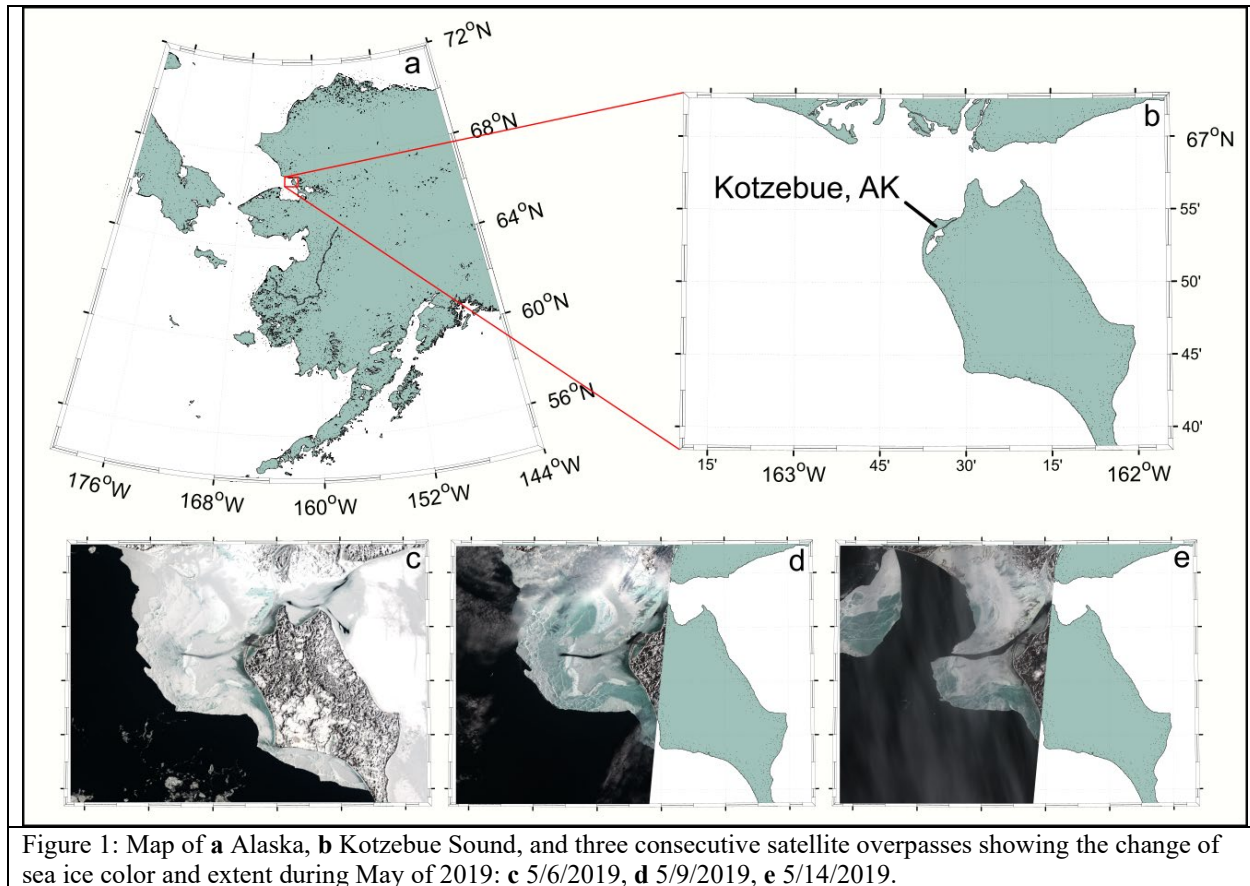 a
72°N
68°N
64°N
60°N
56°N
176°W
168°W
160°W
152°W
144°W
b
67°N
Kotzebue, AK
55'
50'
45'
40'
15'
163°W
45'
30'
15'
162°W
c
d
e
Figure 1: Map of a Alaska, b Kotzebue Sound, and three consecutive satellite overpasses showing the change of
sea ice color and extent during May of 2019: c 5/6/2019, d 5/9/2019, e 5/14/2019.